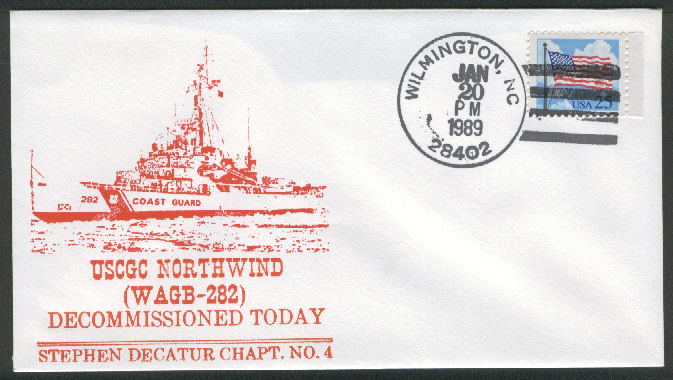 WILMINGTON, NC
JAN
20
PM
1989
28402
USA 25
282 COAST GUARD
USCGC NORTHWIND
(WAGB-282)
DECOMMISSIONED TODAY
STEPHEN DECATUR CHAPT. NO. 4